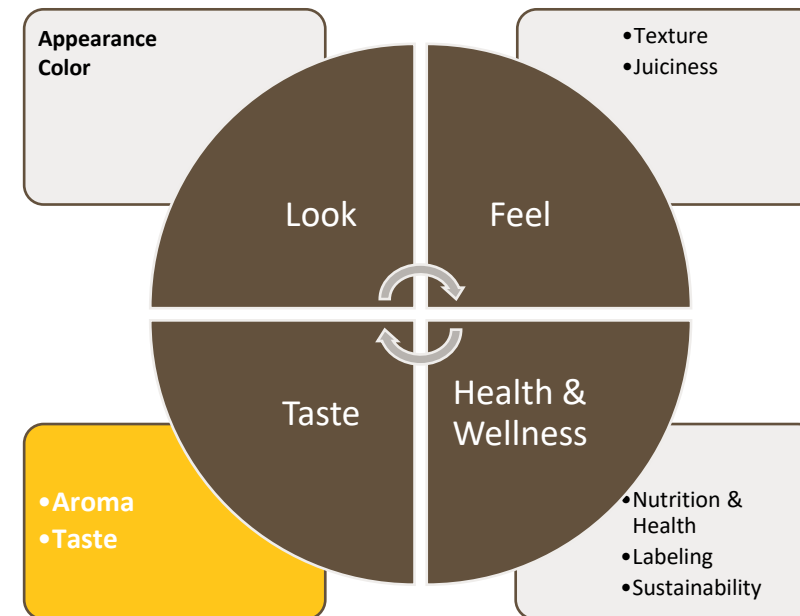 Appearance
Color
•Texture
•Juiciness
Look
Feel
Taste
Health &
Wellness
•Aroma
•Taste
•Nutrition &
Health
•Labeling
•Sustainability